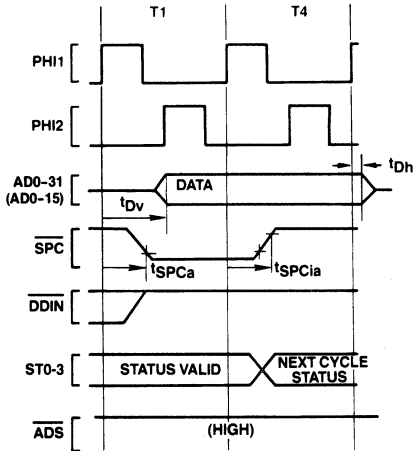 T1 T4
PHI1
PHI2
tDh
AD0-31 DATA
(AD0-15)
tDv
SPC
tSPCa tSPCia
DDIN
ST0-3 STATUS VALID NEXT CYCLE
STATUS
ADS (HIGH)